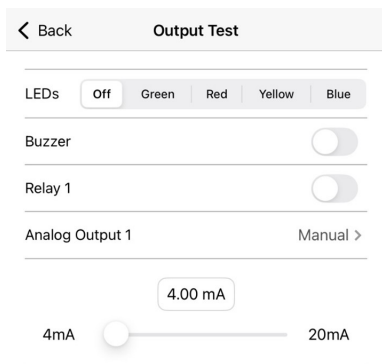 Back Output Test
LEDs Off Green Red Yellow Blue
Buzzer
Relay 1
Analog Output 1 Manual >
4.00 mA
4mA 20mA